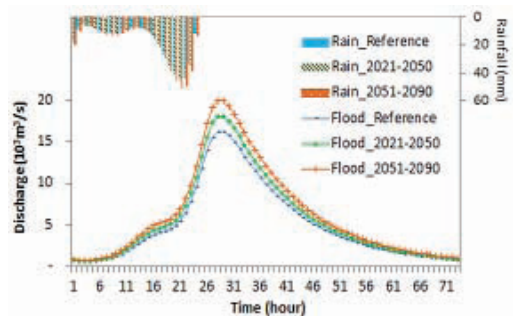 0
20
40
60
Rainfall (mm)
Rain_Reference
Rain_2021-2050
Rain_2051-2090
Flood_Reference
Flood_2021-2050
Flood_2051-2090
20
15
10
5
-
Discharge (10³m³/s)
1 6 11 16 21 26 31 36 41 46 51 56 61 66 71
Time (hour)